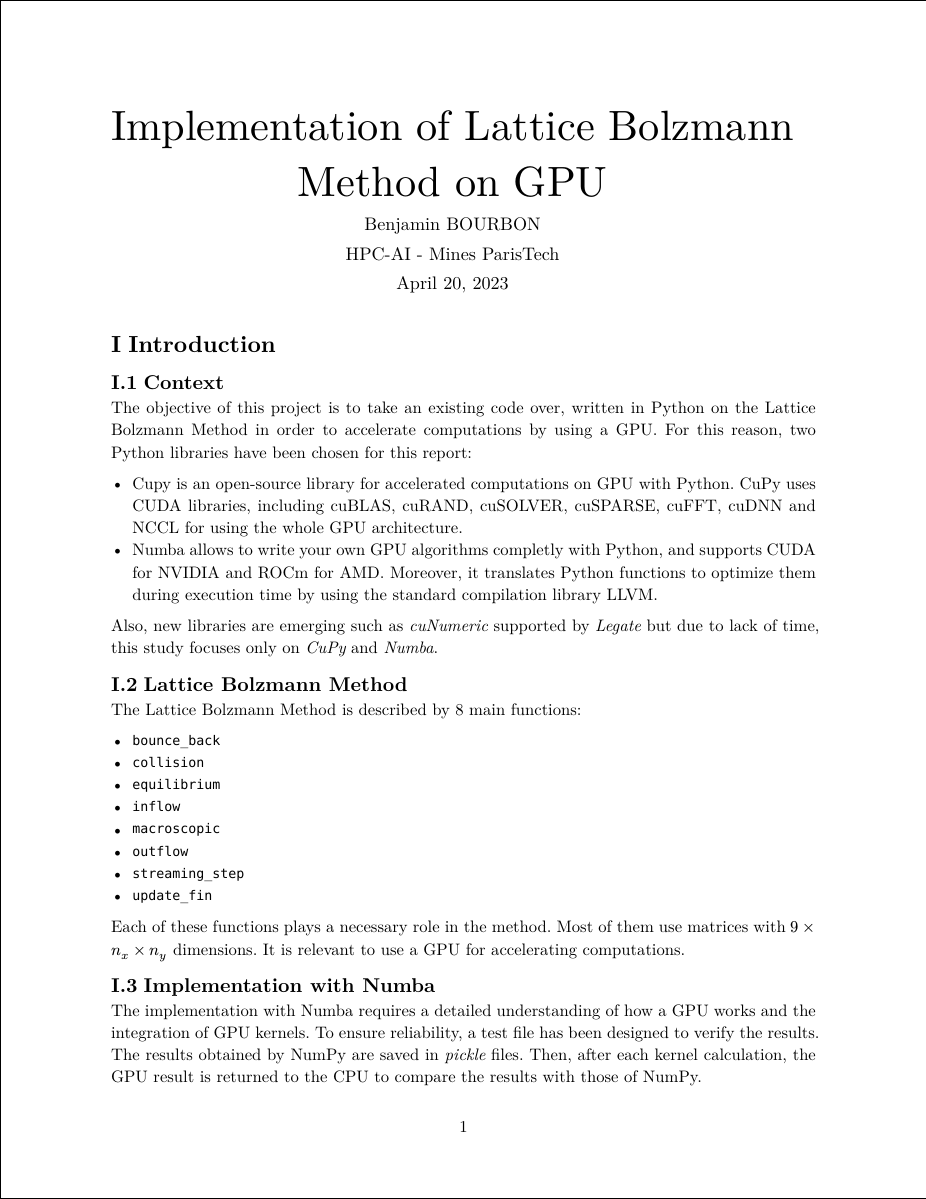 Implementation of Lattice Bolzmann
Method on GPU
Benjamin BOURBON
HPC-AI - Mines ParisTech
April 20, 2023
I Introduction
I.1 Context
The objective of this project is to take an existing code over, written in Python on the Lattice
Bolzmann Method in order to accelerate computations by using a GPU. For this reason, two
Python libraries have been chosen for this report:
• Cupy is an open-source library for accelerated computations on GPU with Python. CuPy uses
CUDA libraries, including cuBLAS, cuRAND, cuSOLVER, cuSPARSE, cuFFT, cuDNN and
NCCL for using the whole GPU architecture.
• Numba allows to write your own GPU algorithms completly with Python, and supports CUDA
for NVIDIA and ROCm for AMD. Moreover, it translates Python functions to optimize them
during execution time by using the standard compilation library LLVM.
Also, new libraries are emerging such as cuNumeric supported by Legate but due to lack of time,
this study focuses only on CuPy and Numba.
I.2 Lattice Bolzmann Method
The Lattice Bolzmann Method is described by 8 main functions:
• bounce_back
• collision
• equilibrium
• inflow
• macroscopic
• outflow
• streaming_step
• update_fin
Each of these functions plays a necessary role in the method. Most of them use matrices with 9 ×
n_x × n_y dimensions. It is relevant to use a GPU for accelerating computations.
I.3 Implementation with Numba
The implementation with Numba requires a detailed understanding of how a GPU works and the
integration of GPU kernels. To ensure reliability, a test file has been designed to verify the results.
The results obtained by NumPy are saved in pickle files. Then, after each kernel calculation, the
GPU result is returned to the CPU to compare the results with those of NumPy.
1